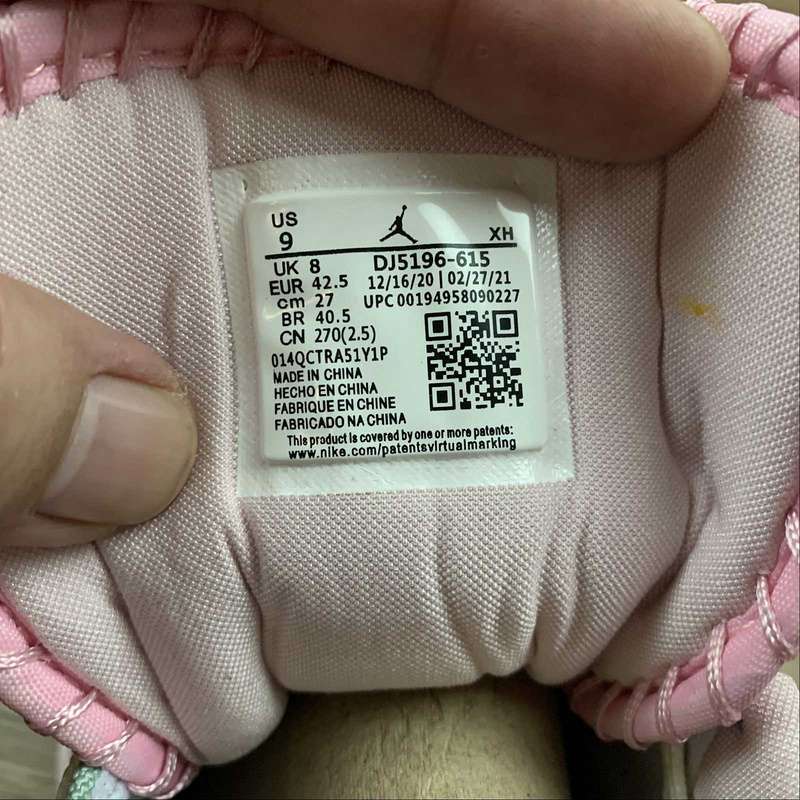 US
9
XH
UK 8
EUR 42.5
cm 27
BR 40.5
CN 270(2.5)
DJ5196-615
12/16/20 | 02/27/21
UPC 00194958090227
014QCTRA51Y1P
MADE IN CHINA
HECHO EN CHINA
FABRIQUE EN CHINE
FABRICADO NA CHINA
This product is covered by one or more patents:
www.nike.com/patentsvirtualmarking